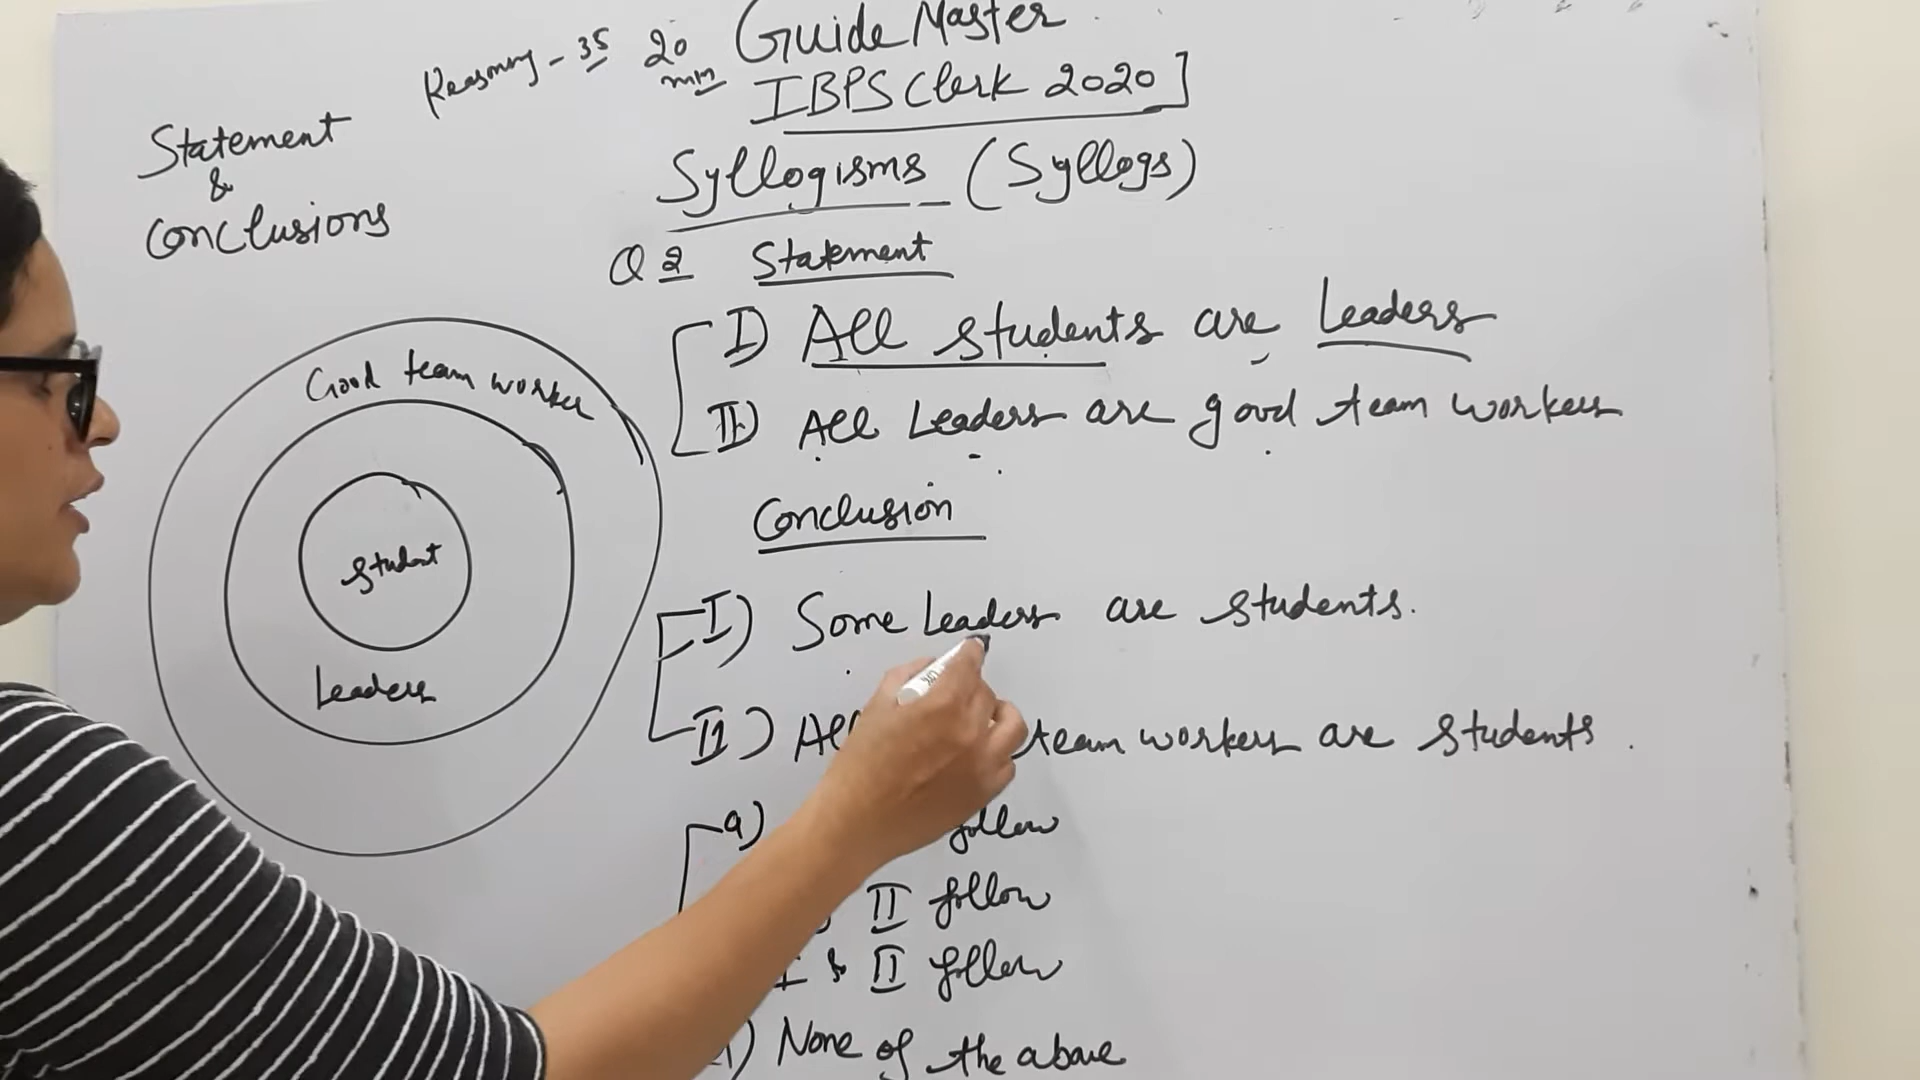 Reasoning - 35 20 min
Guide Master
IBPS Clerk 2020]
Statement
&
Conclusions
Syllogisms (Syllogs)
Q 2 Statement
I) All students are Leaders
II) All Leaders are good team workers
Good team worker
Student
Leaders
Conclusion
I) Some Leaders are students.
II) All team workers are students.
a) follow
II follow
I & II follow
None of the above